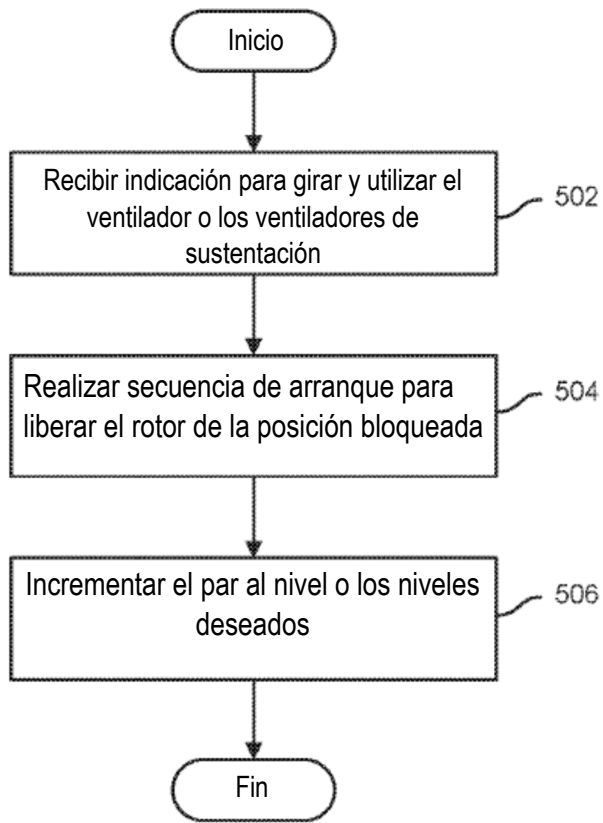 Inicio
Recibir indicación para girar y utilizar el
ventilador o los ventiladores de
sustentación
502
Realizar secuencia de arranque para
liberar el rotor de la posición bloqueada
504
Incrementar el par al nivel o los niveles
deseados
506
Fin